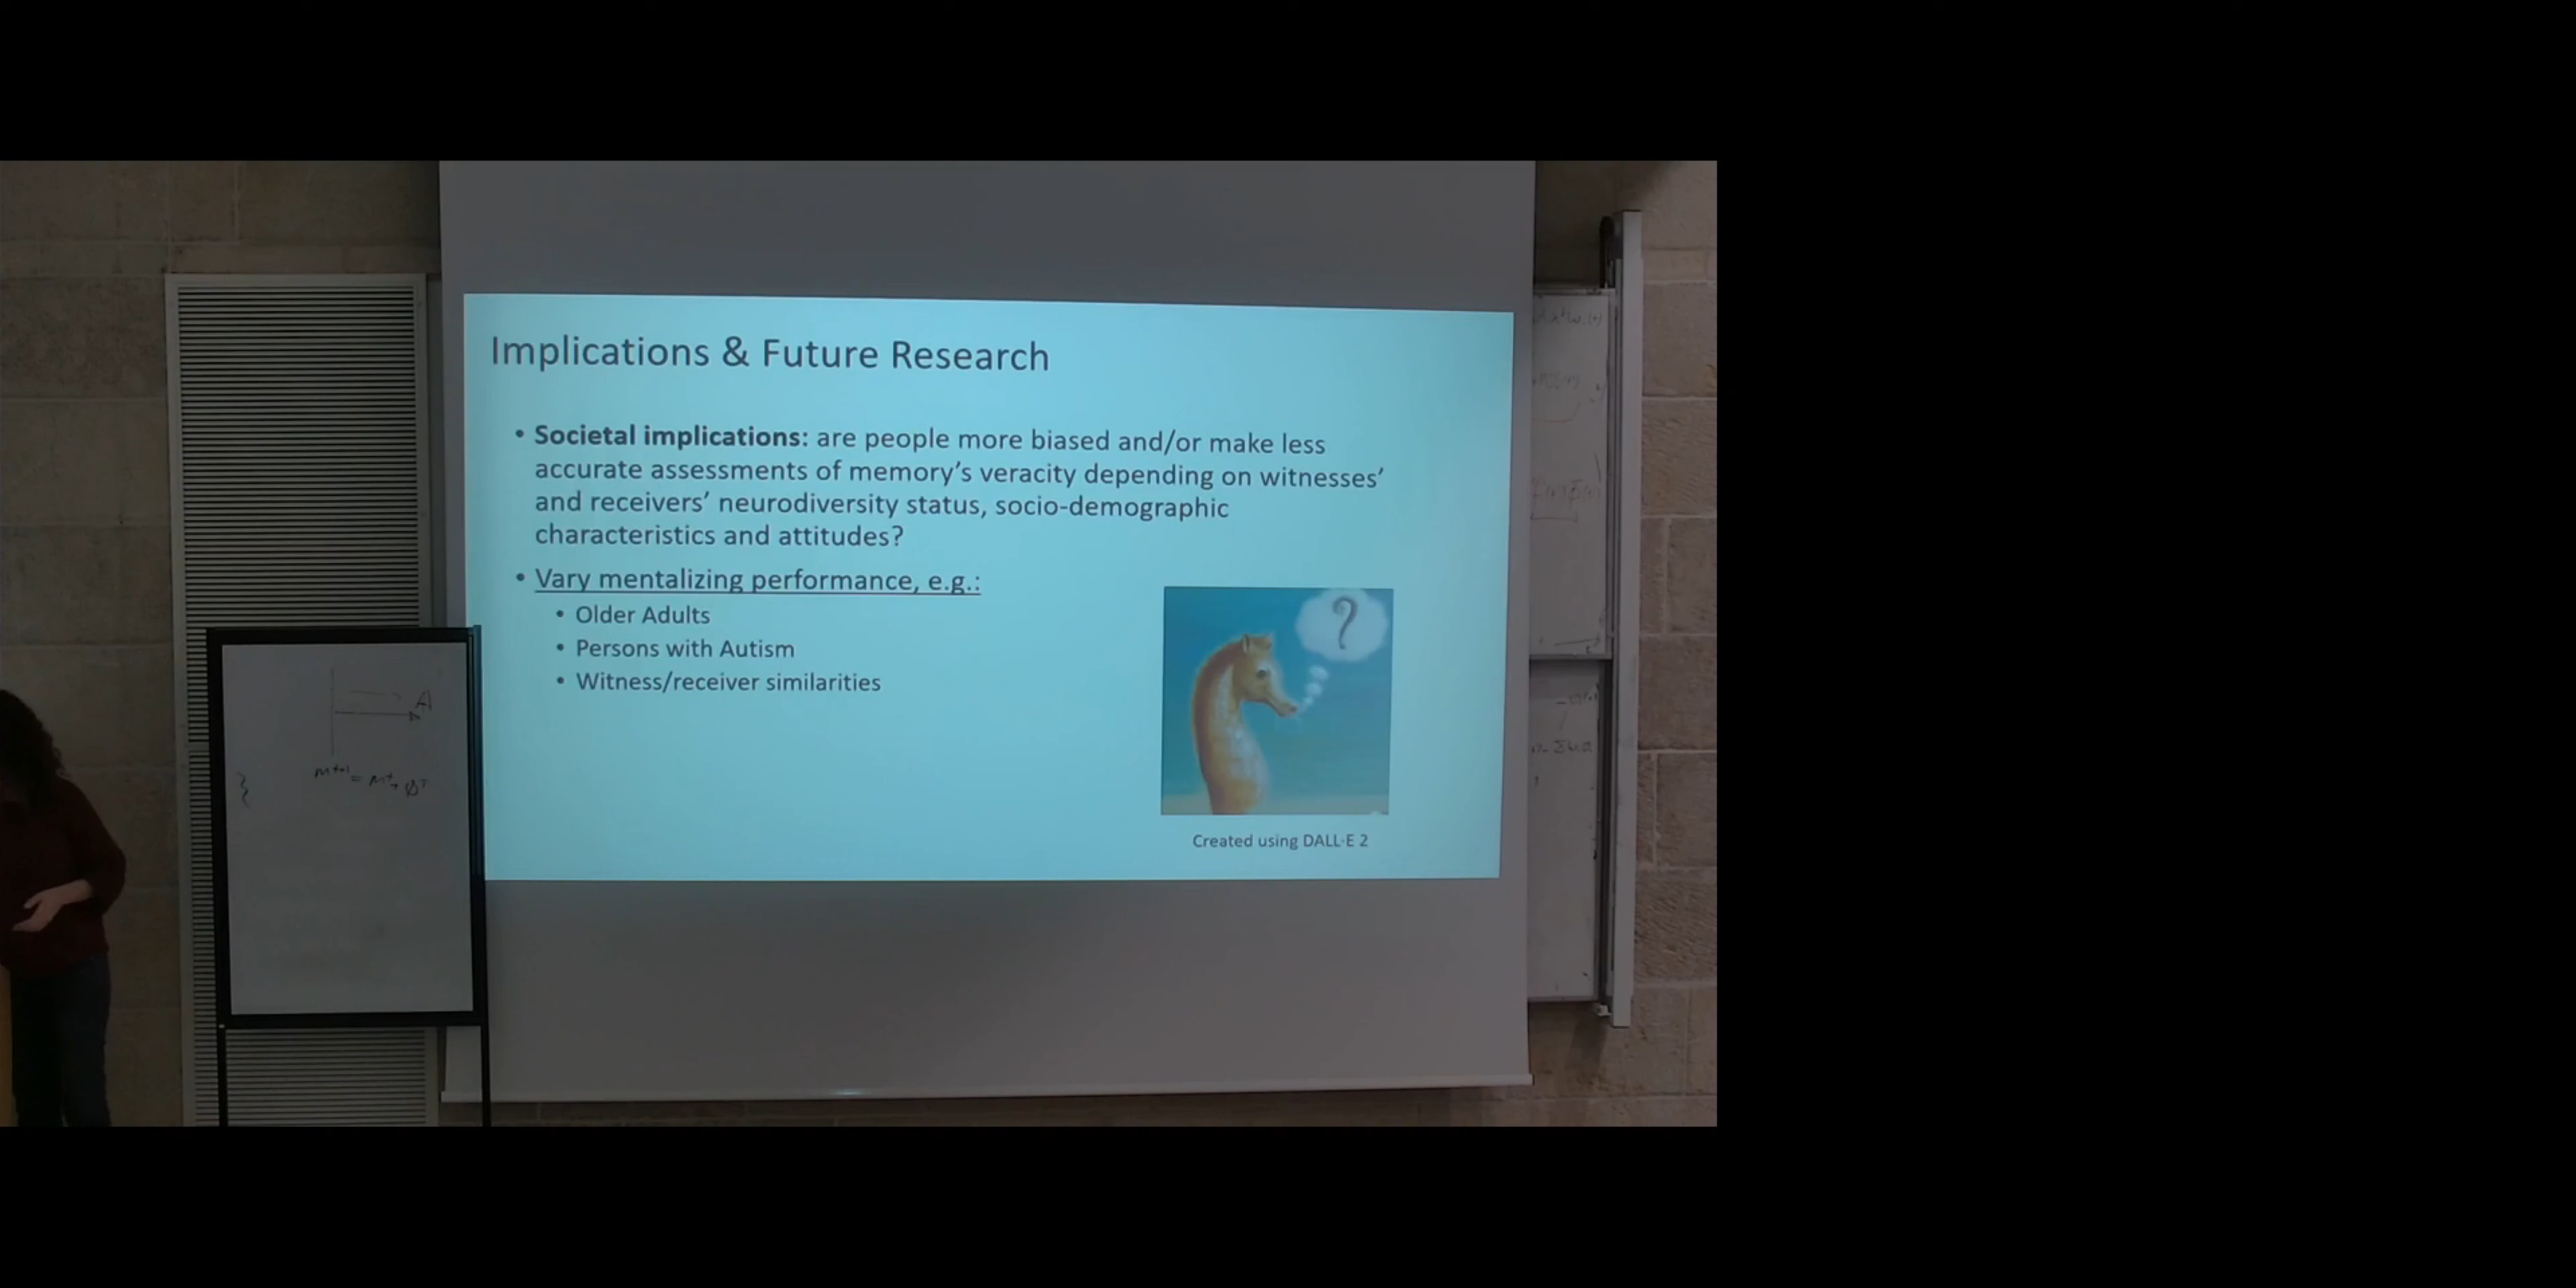 Implications & Future Research
• Societal implications: are people more biased and/or make less
accurate assessments of memory's veracity depending on witnesses'
and receivers' neurodiversity status, socio-demographic
characteristics and attitudes?
• Vary mentalizing performance, e.g.:
• Older Adults
• Persons with Autism
• Witness/receiver similarities
?
Created using DALL·E 2
A